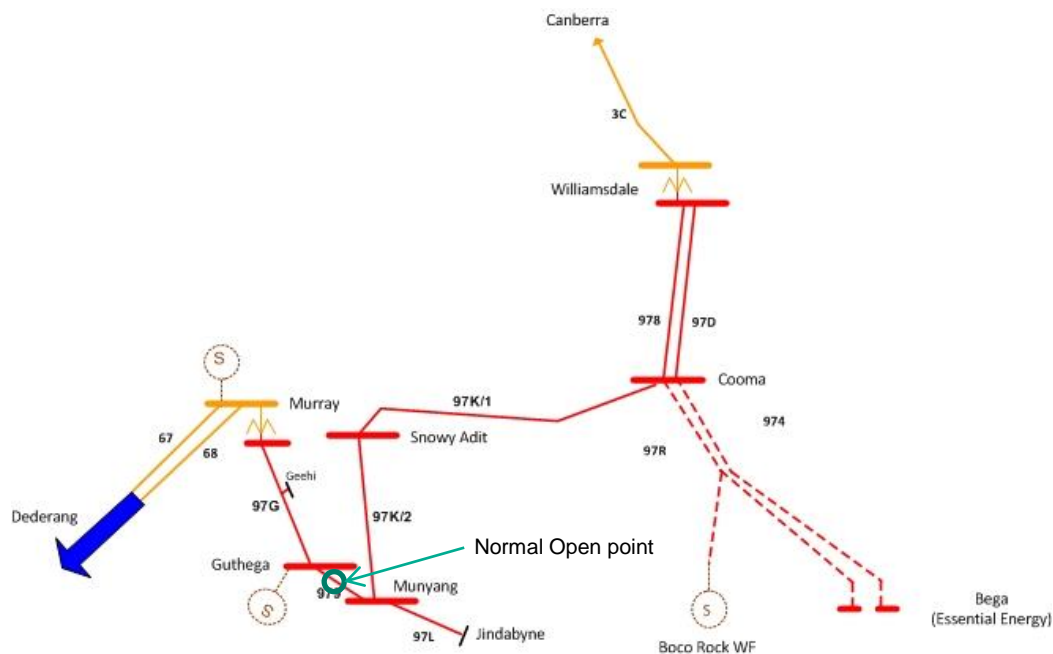 Canberra
3C
Williamsdale
978
97D
Cooma
S
Murray
97K/1
974
67
68
Snowy Adit
97R
Geehi
97G
Dederang
97K/2
Normal Open point
Guthega
979
Munyang
S
S
97L
Jindabyne
Bega
(Essential Energy)
Boco Rock WF